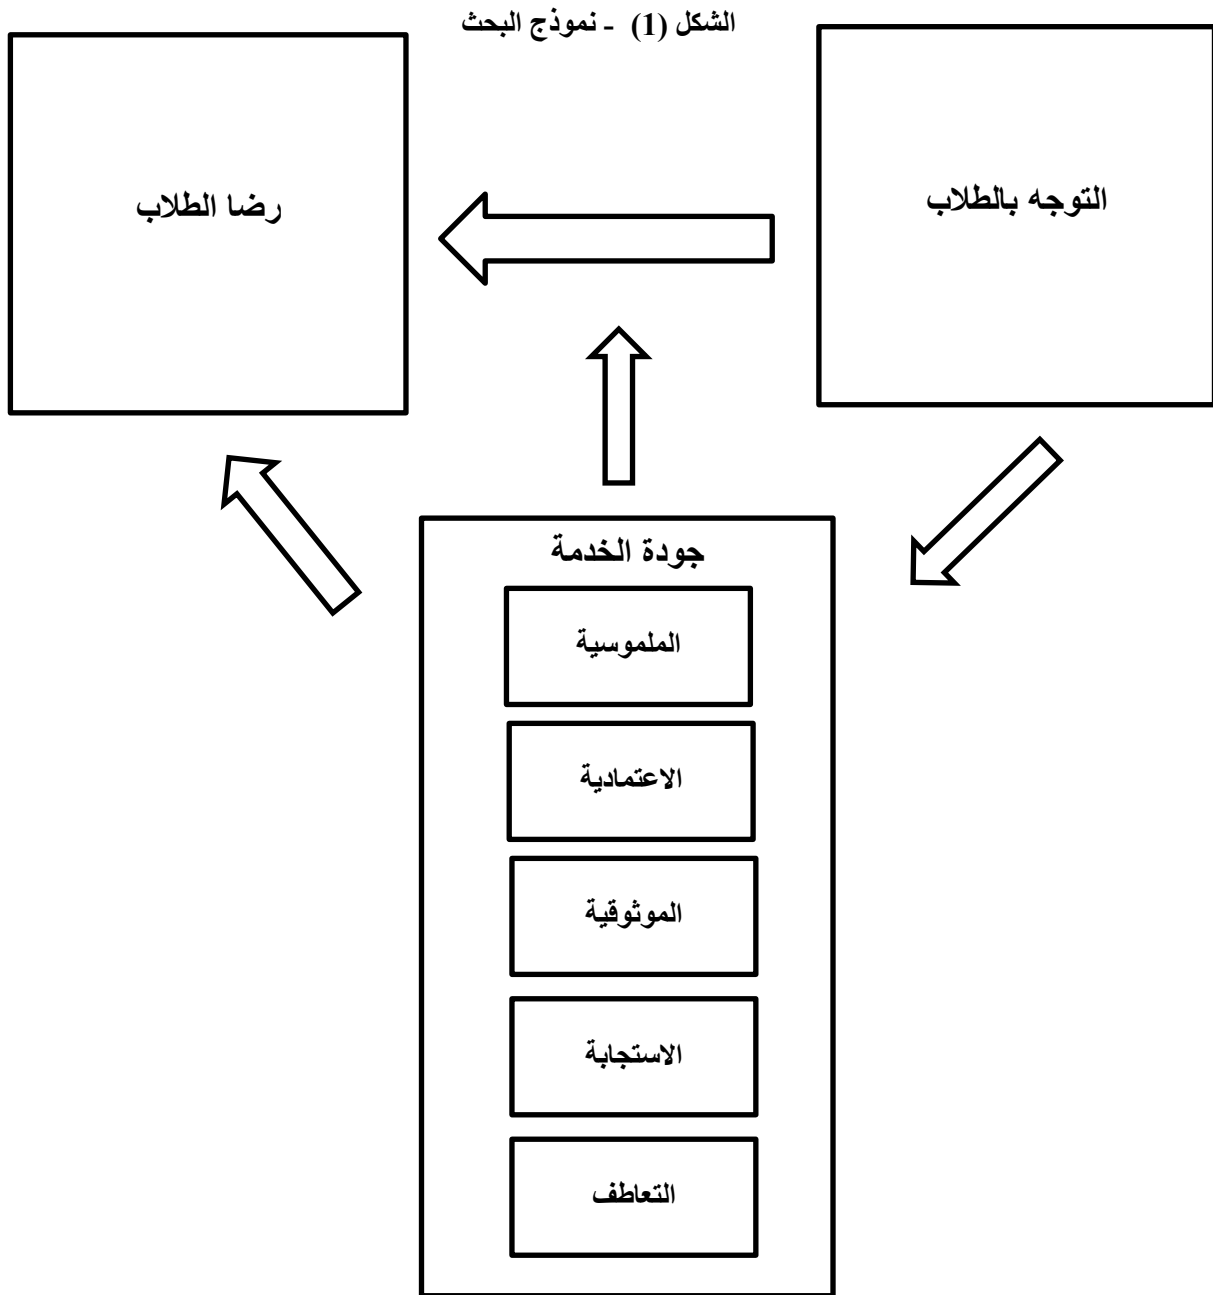 الشكل (1) - نموذج البحث
التوجه بالطلاب
رضا الطلاب
جودة الخدمة
الملموسية
الاعتمادية
الموثوقية
الاستجابة
التعاطف